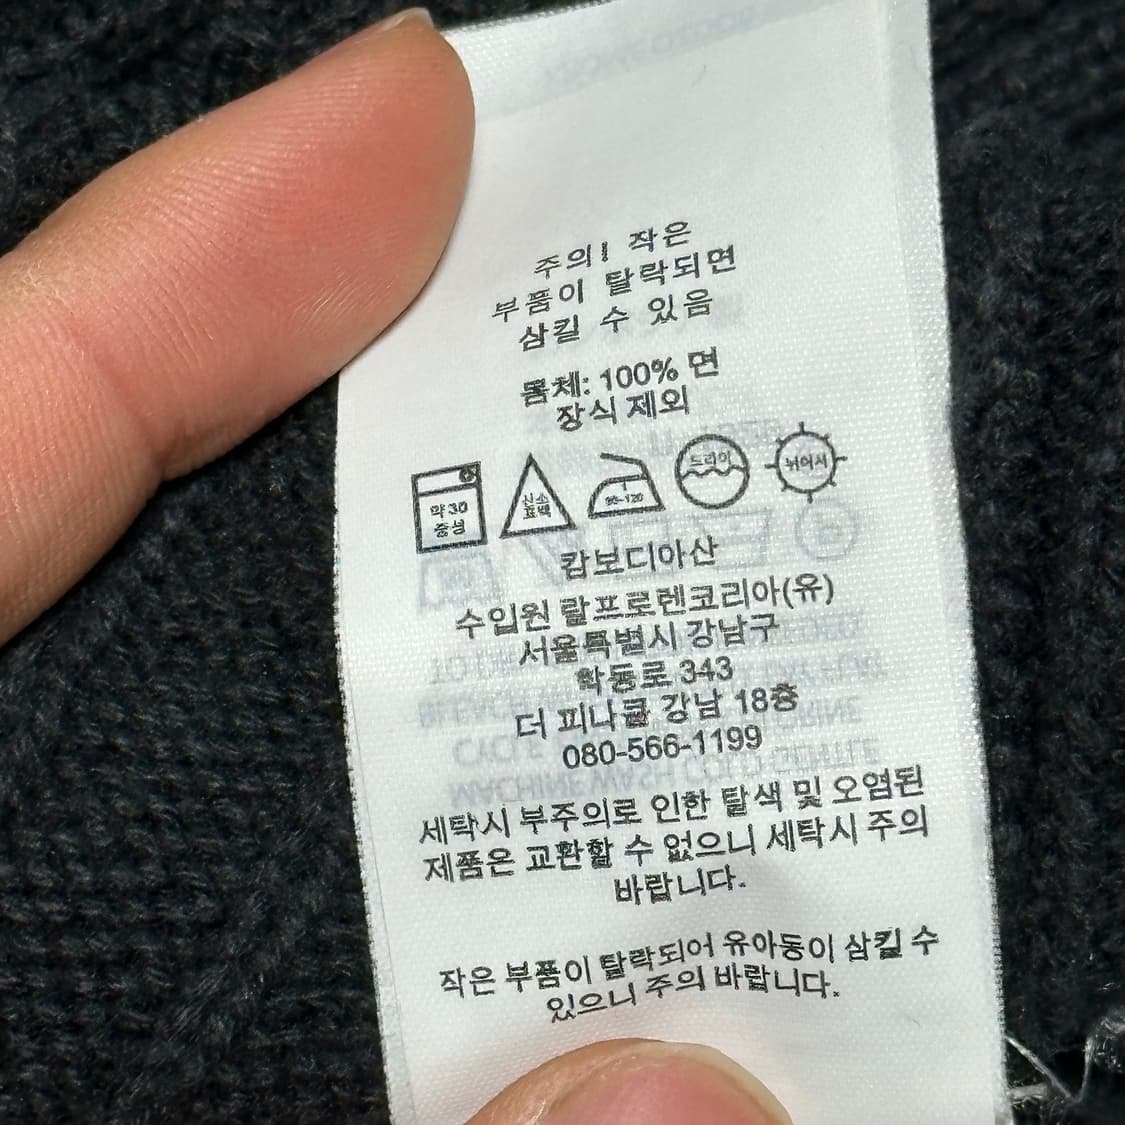 주의! 작은
부품이 탈락되면
삼킬 수 있음
몸체: 100% 면
장식 제외
약 30
중성
산소
표백
80~120
드라이
뉘어서
캄보디아산
수입원 랄프로렌코리아(유)
서울특별시 강남구
학동로 343
더 피나클 강남 18층
080-566-1199
세탁시 부주의로 인한 탈색 및 오염된
제품은 교환할 수 없으니 세탁시 주의
바랍니다.
작은 부품이 탈락되어 유아동이 삼킬 수
있으니 주의 바랍니다.